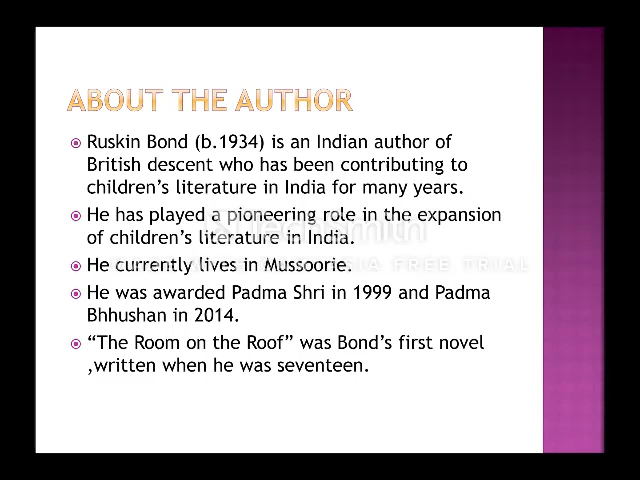 ABOUT THE AUTHOR
Ruskin Bond (b.1934) is an Indian author of
British descent who has been contributing to
children's literature in India for many years.
He has played a pioneering role in the expansion
of children's literature in India.
He currently lives in Mussoorie.
He was awarded Padma Shri in 1999 and Padma
Bhhushan in 2014.
"The Room on the Roof" was Bond's first novel
,written when he was seventeen.
TechSmith
FREE TRIAL